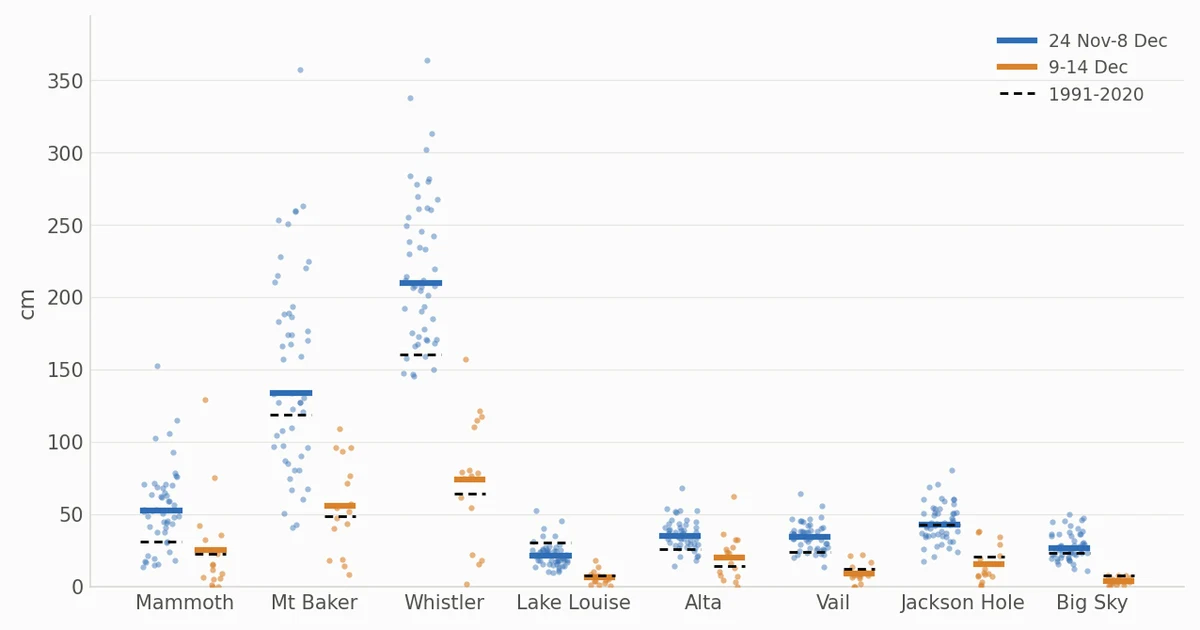 24 Nov-8 Dec
9-14 Dec
1991-2020
cm
350
300
250
200
150
100
50
0
Mammoth Mt Baker Whistler Lake Louise Alta Vail Jackson Hole Big Sky